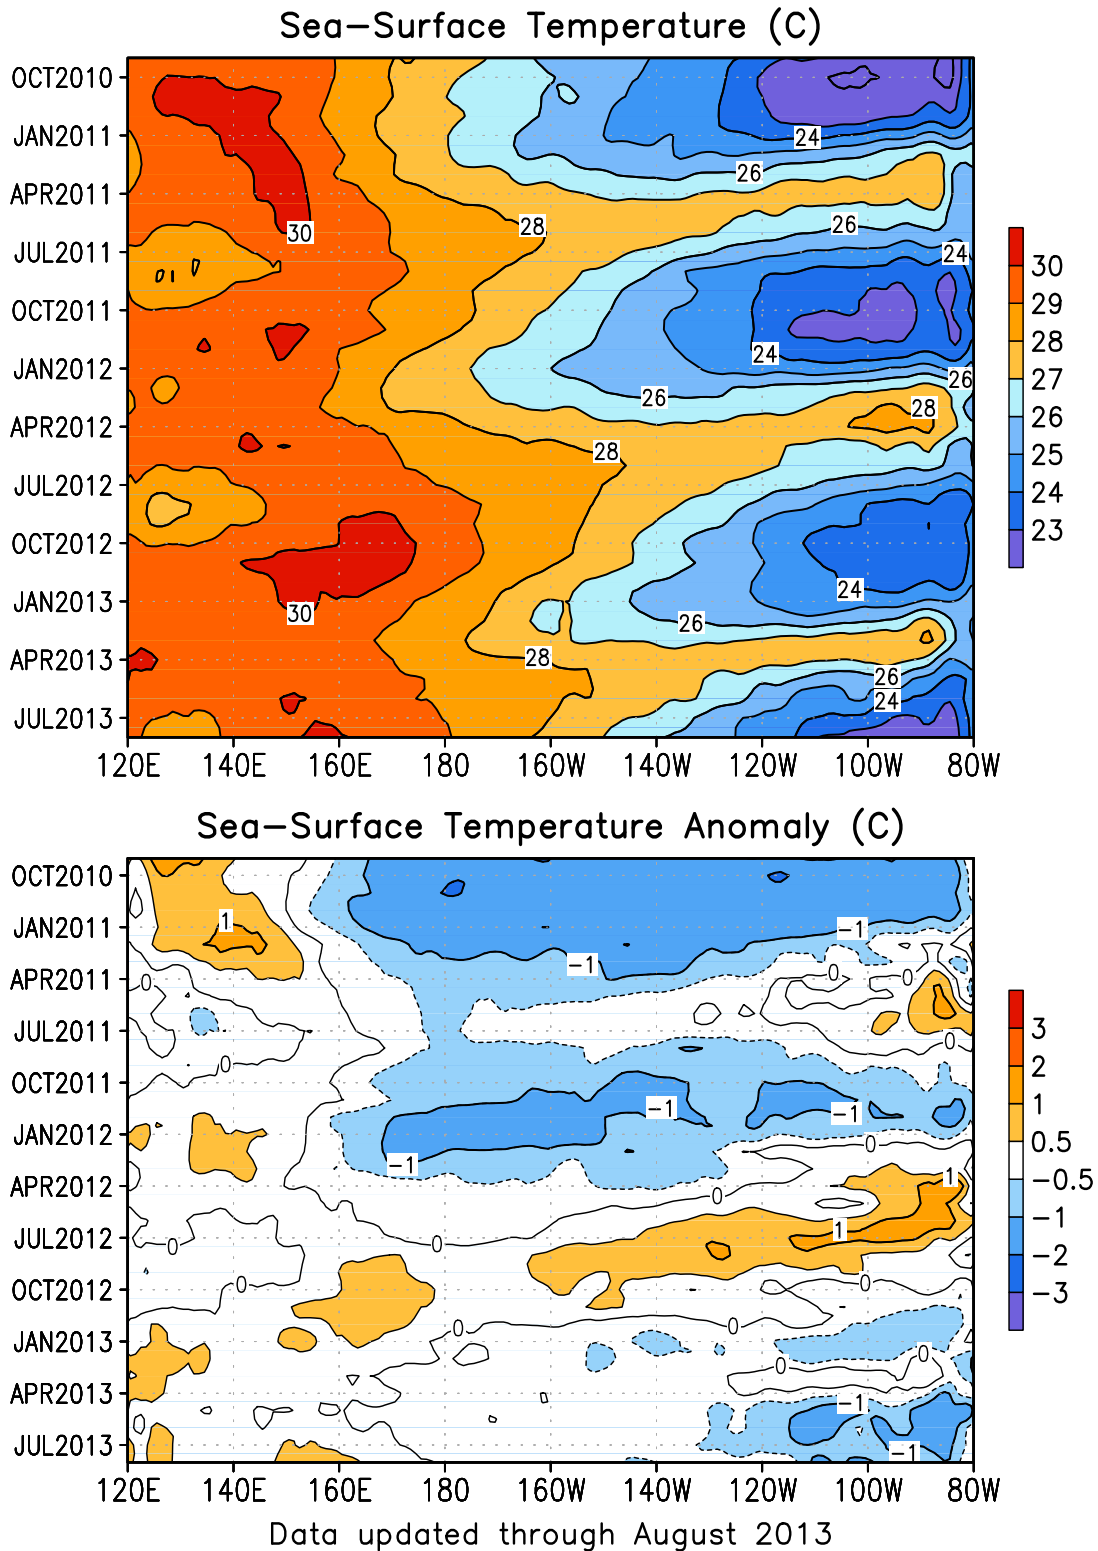 Sea-Surface Temperature (C)
OCT2010
JAN2011
APR2011
JUL2011
OCT2011
JAN2012
APR2012
JUL2012
OCT2012
JAN2013
APR2013
JUL2013
24
26
30
28
26
24
24
26
26
28
28
24
30
26
28
26
24
30
29
28
27
26
25
24
23
120E 140E 160E 180 160W 140W 120W 100W 80W
Sea-Surface Temperature Anomaly (C)
OCT2010
JAN2011
APR2011
JUL2011
OCT2011
JAN2012
APR2012
JUL2012
OCT2012
JAN2013
APR2013
JUL2013
1
-1
-1
0
0
0
0
0
-1
-1
0
-1
1
0
1
0
0
0
0
0
0
0
0
-1
-1
3
2
1
0.5
-0.5
-1
-2
-3
120E 140E 160E 180 160W 140W 120W 100W 80W
Data updated through August 2013